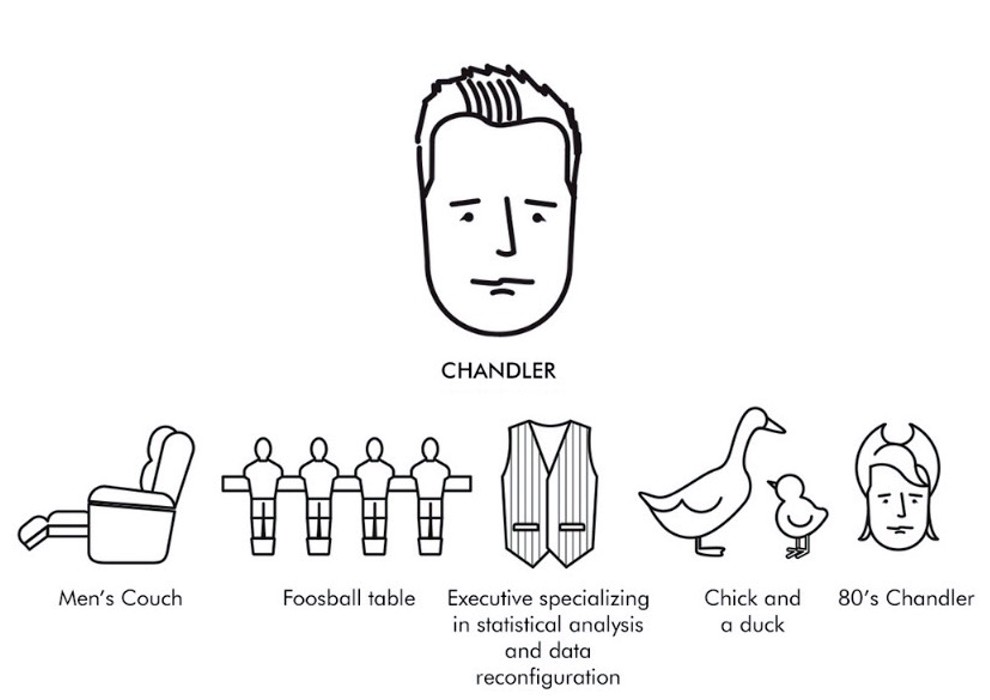 CHANDLER
Men's Couch
Foosball table
Executive specializing
in statistical analysis
and data
reconfiguration
Chick and
a duck
80's Chandler